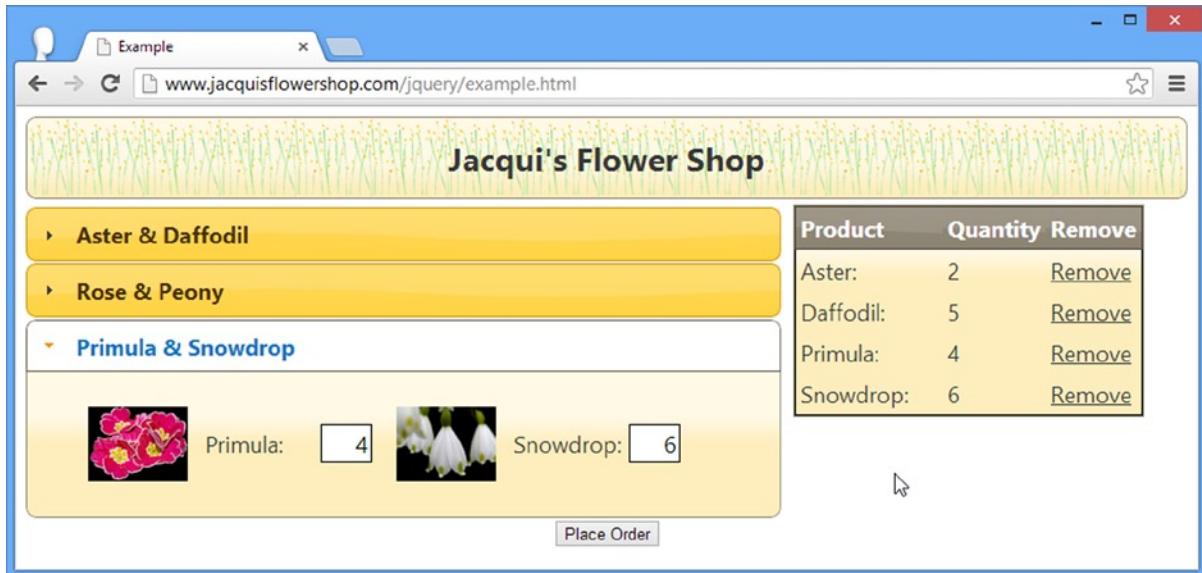 Example
www.jacquisflowershop.com/jquery/example.html
Jacqui's Flower Shop
Aster & Daffodil
Rose & Peony
Primula & Snowdrop
Primula: 4 Snowdrop: 6
Place Order
Product Quantity Remove
Aster: 2 Remove
Daffodil: 5 Remove
Primula: 4 Remove
Snowdrop: 6 Remove